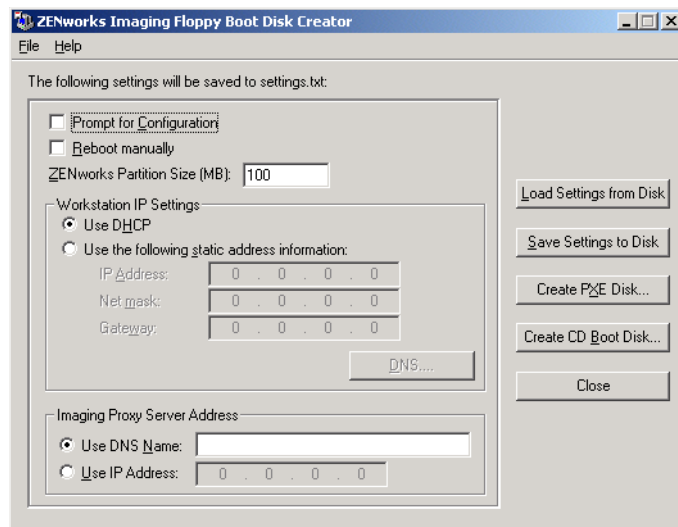 ZENworks Imaging Floppy Boot Disk Creator
File Help
The following settings will be saved to settings.txt:
Prompt for Configuration
Reboot manually
ZENworks Partition Size (MB): 100
Workstation IP Settings
Use DHCP
Use the following static address information:
IP Address: 0 . 0 . 0 . 0
Net mask: 0 . 0 . 0 . 0
Gateway: 0 . 0 . 0 . 0
DNS....
Imaging Proxy Server Address
Use DNS Name:
Use IP Address: 0 . 0 . 0 . 0
Load Settings from Disk
Save Settings to Disk
Create PXE Disk...
Create CD Boot Disk...
Close